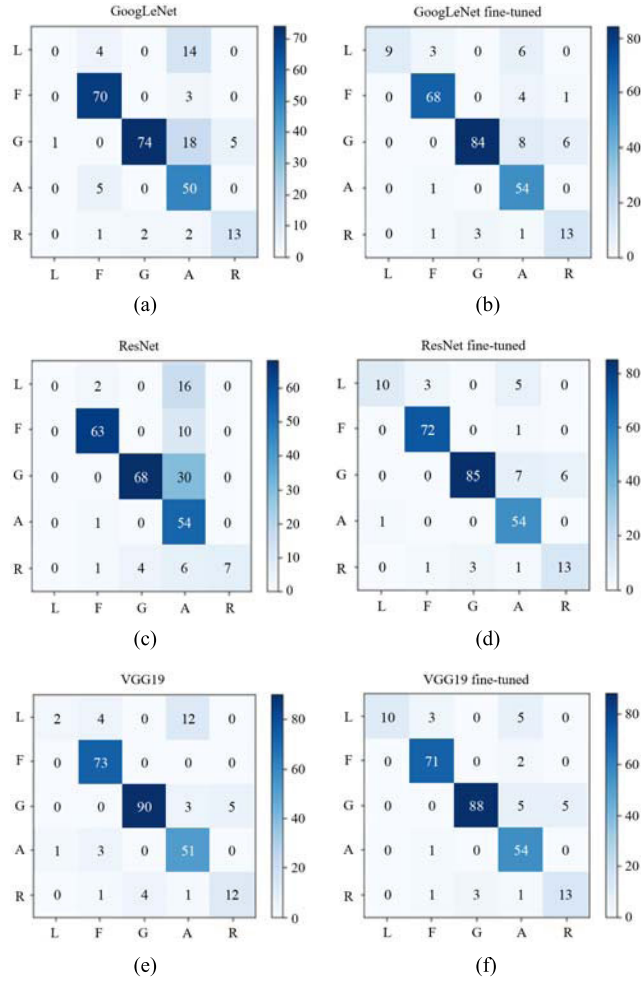 GoogLeNet
L 0 4 0 14 0
F 0 70 0 3 0
G 1 0 74 18 5
A 0 5 0 50 0
R 0 1 2 2 13
L F G A R
70
60
50
40
30
20
10
0
(a)
GoogLeNet fine-tuned
L 9 3 0 6 0
F 0 68 0 4 1
G 0 0 84 8 6
A 0 1 0 54 0
R 0 1 3 1 13
L F G A R
80
60
40
20
0
(b)
ResNet
L 0 2 0 16 0
F 0 63 0 10 0
G 0 0 68 30 0
A 0 1 0 54 0
R 0 1 4 6 7
L F G A R
60
50
40
30
20
10
0
(c)
ResNet fine-tuned
L 10 3 0 5 0
F 0 72 0 1 0
G 0 0 85 7 6
A 1 0 0 54 0
R 0 1 3 1 13
L F G A R
80
60
40
20
0
(d)
VGG19
L 2 4 0 12 0
F 0 73 0 0 0
G 0 0 90 3 5
A 1 3 0 51 0
R 0 1 4 1 12
L F G A R
80
60
40
20
0
(e)
VGG19 fine-tuned
L 10 3 0 5 0
F 0 71 0 2 0
G 0 0 88 5 5
A 0 1 0 54 0
R 0 1 3 1 13
L F G A R
80
60
40
20
0
(f)